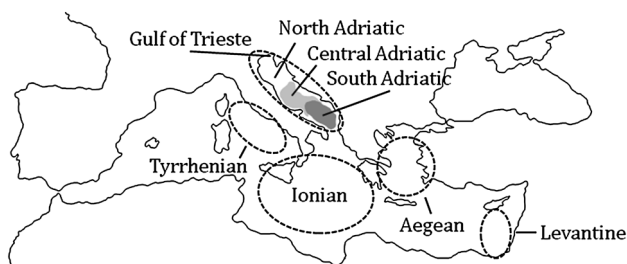 North Adriatic
Gulf of Trieste
Central Adriatic
South Adriatic
Tyrrhenian
Ionian
Aegean
Levantine